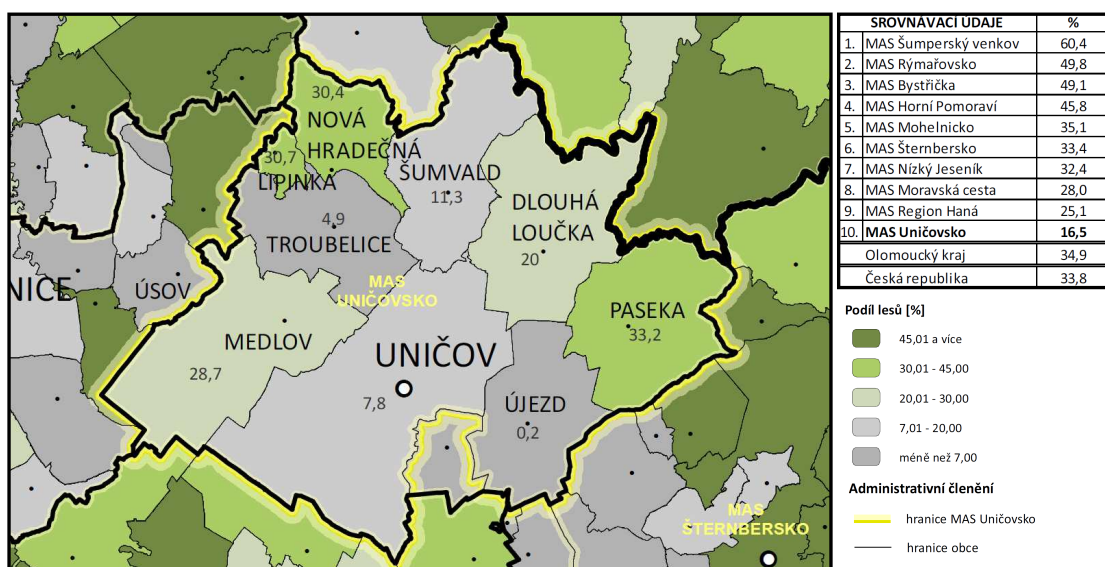 30,4
NOVÁ
HRADEČNÁ
30,7
LIPINKA
ŠUMVALD
11,3
4,9
TROUBELICE
DLOUHÁ
LOUČKA
20
NICE
ÚSOV
MAS
UNIČOVSKO
MEDLOV
28,7
PASEKA
33,2
UNIČOV
7,8
ÚJEZD
0,2
MAS
ŠTERNBERSKO
SROVNÁVACÍ ÚDAJE %
1. MAS Šumperský venkov 60,4
2. MAS Rýmařovsko 49,8
3. MAS Bystřička 49,1
4. MAS Horní Pomoraví 45,8
5. MAS Mohelnicko 35,1
6. MAS Šternbersko 33,4
7. MAS Nízký Jeseník 32,4
8. MAS Moravská cesta 28,0
9. MAS Region Haná 25,1
10. MAS Uničovsko 16,5
Olomoucký kraj 34,9
Česká republika 33,8
Podíl lesů [%]
45,01 a více
30,01 - 45,00
20,01 - 30,00
7,01 - 20,00
méně než 7,00
Administrativní členění
hranice MAS Uničovsko
hranice obce